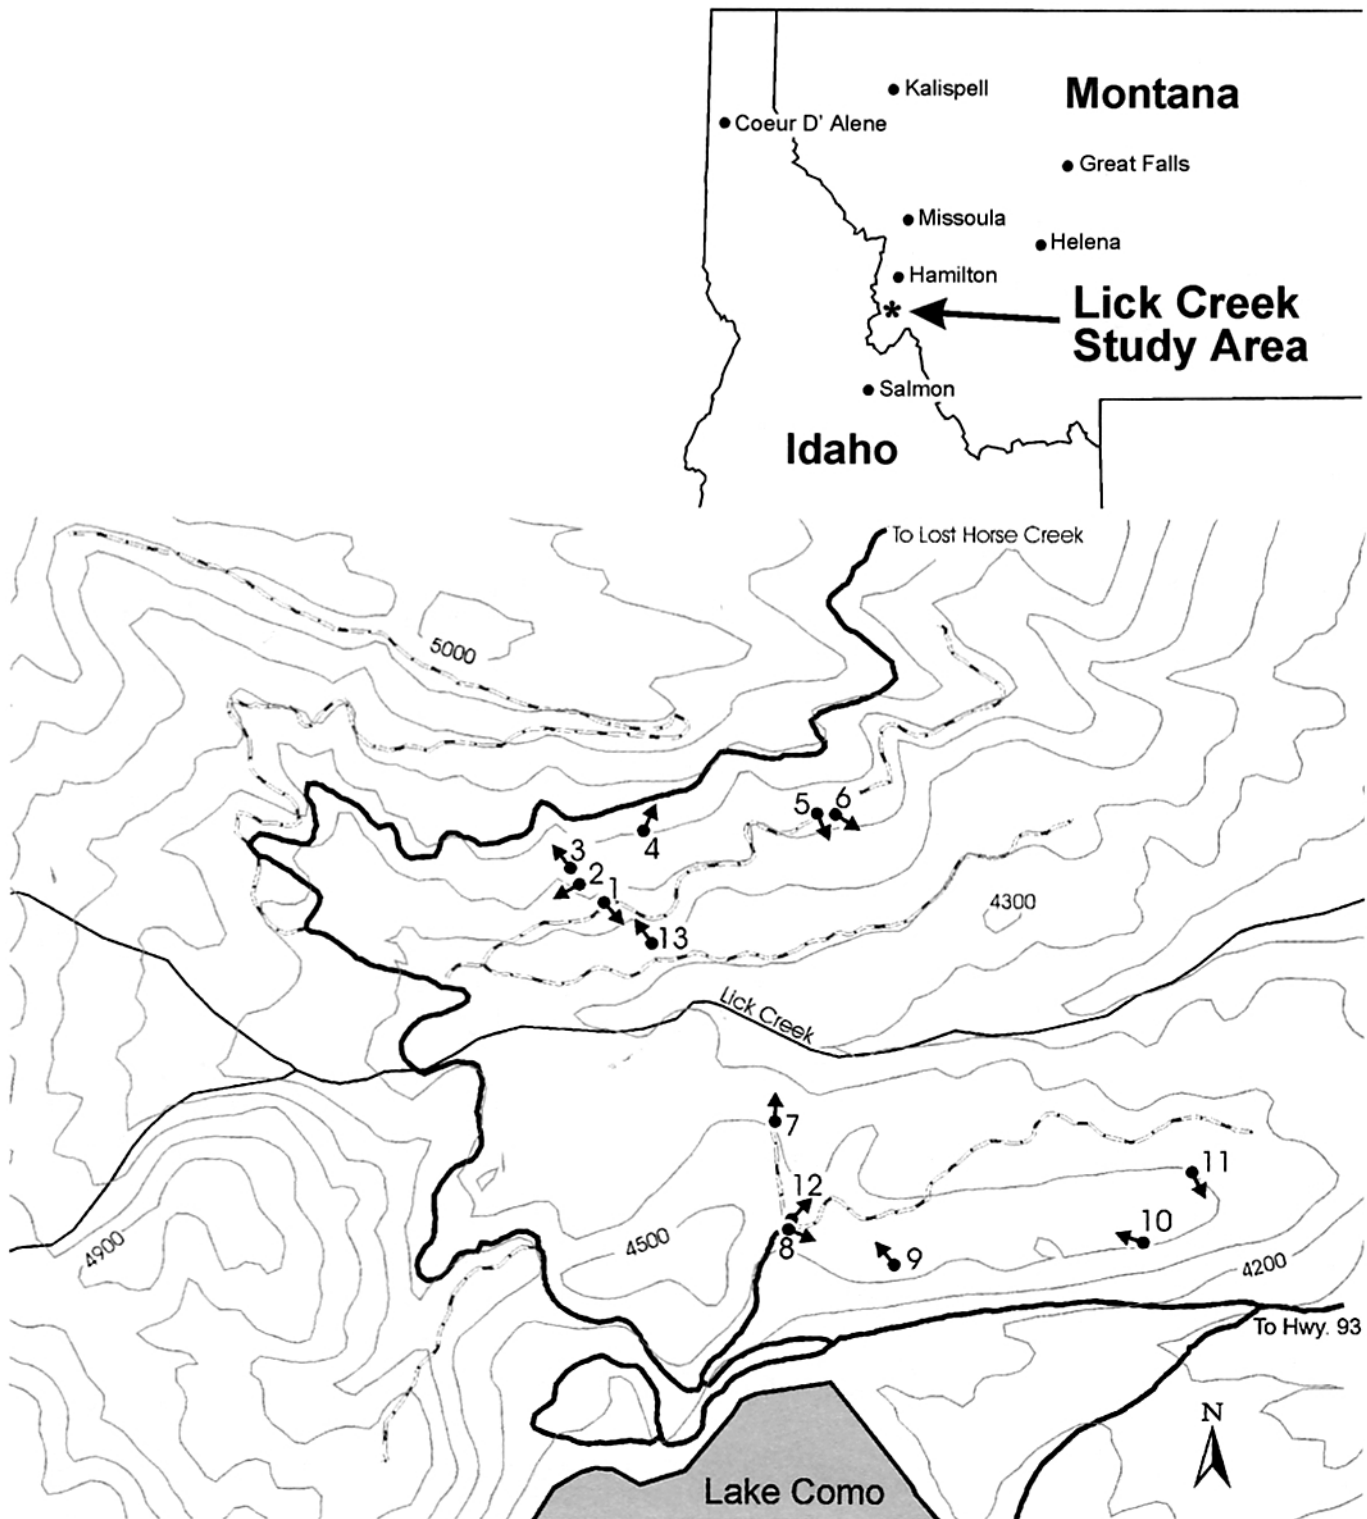 Kalispell
Montana
Coeur D' Alene
Great Falls
Missoula
Helena
Hamilton
*
Lick Creek
Study Area
Salmon
Idaho
To Lost Horse Creek
5000
5
6
4
3
2
1
13
4300
Lick Creek
7
12
11
8
10
9
4900
4500
4200
To Hwy. 93
N
Lake Como